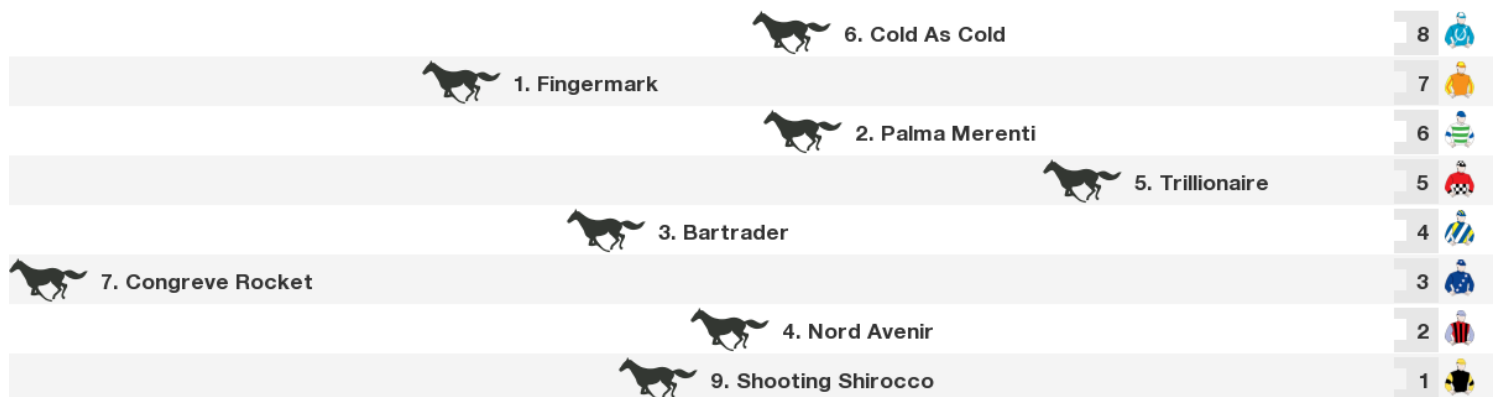 6. Cold As Cold 8
1. Fingermark 7
2. Palma Merenti 6
5. Trillionaire 5
3. Bartrader 4
7. Congreve Rocket 3
4. Nord Avenir 2
9. Shooting Shirocco 1